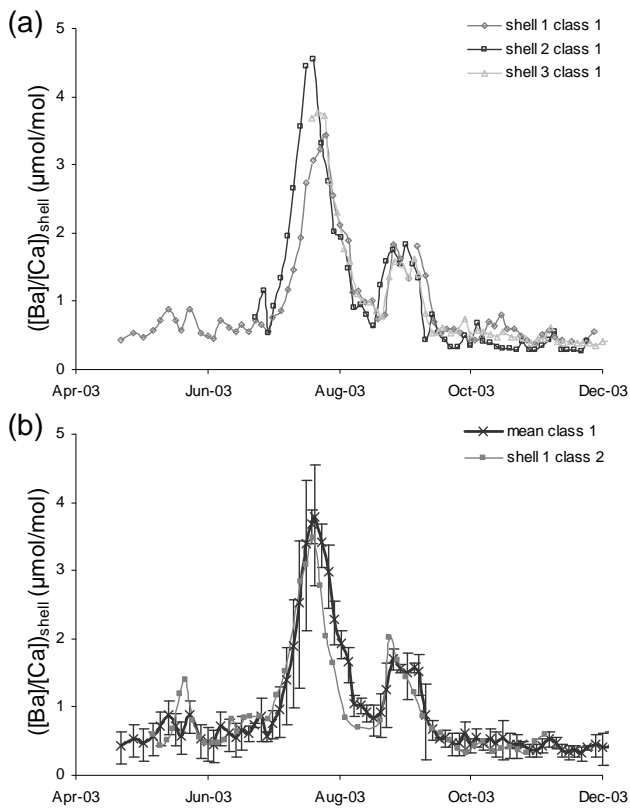 (a)
shell 1 class 1
shell 2 class 1
shell 3 class 1
([Ba]/[Ca])shell (µmol/mol)
5
4
3
2
1
0
Apr-03 Jun-03 Aug-03 Oct-03 Dec-03
(b)
mean class 1
shell 1 class 2
([Ba]/[Ca])shell (µmol/mol)
5
4
3
2
1
0
Apr-03 Jun-03 Aug-03 Oct-03 Dec-03